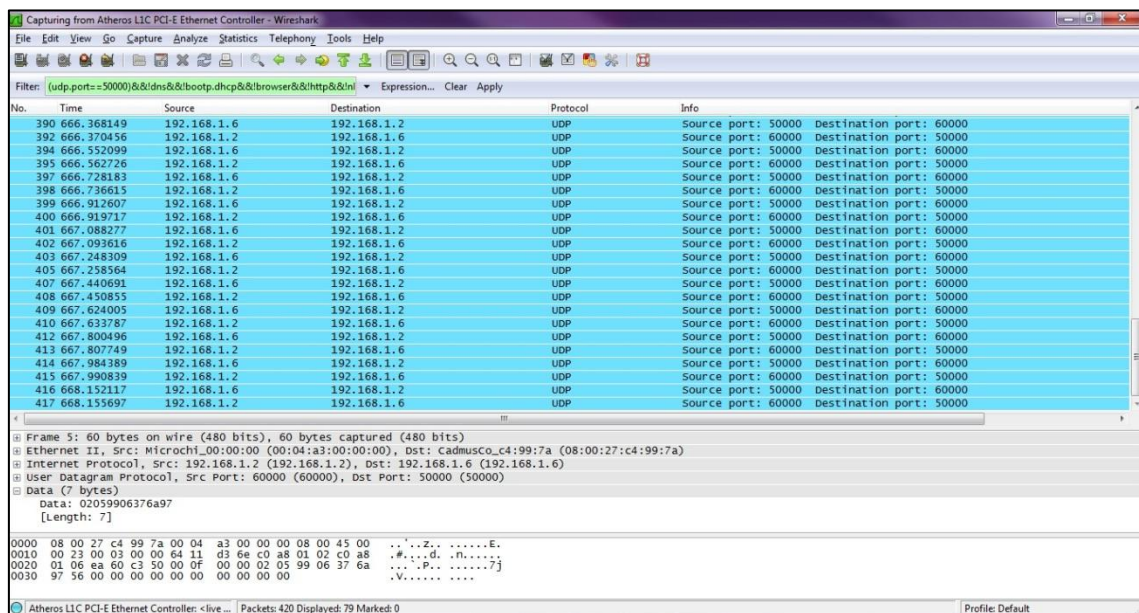 Capturing from Atheros L1C PCI-E Ethernet Controller - Wireshark
File Edit View Go Capture Analyze Statistics Telephony Tools Help
Filter: (udp.port==50000)&&!dns&&!bootp.dhcp&&!browser&&!http&&!nl Expression... Clear Apply
No. Time Source Destination Protocol Info
390 666.368149 192.168.1.6 192.168.1.2 UDP Source port: 50000 Destination port: 60000
392 666.370456 192.168.1.2 192.168.1.6 UDP Source port: 60000 Destination port: 50000
394 666.552099 192.168.1.6 192.168.1.2 UDP Source port: 50000 Destination port: 60000
395 666.562726 192.168.1.2 192.168.1.6 UDP Source port: 60000 Destination port: 50000
397 666.728183 192.168.1.6 192.168.1.2 UDP Source port: 50000 Destination port: 60000
398 666.736615 192.168.1.2 192.168.1.6 UDP Source port: 60000 Destination port: 50000
399 666.912607 192.168.1.6 192.168.1.2 UDP Source port: 50000 Destination port: 60000
400 666.919717 192.168.1.2 192.168.1.6 UDP Source port: 60000 Destination port: 50000
401 667.088277 192.168.1.6 192.168.1.2 UDP Source port: 50000 Destination port: 60000
402 667.093616 192.168.1.2 192.168.1.6 UDP Source port: 60000 Destination port: 50000
403 667.248309 192.168.1.6 192.168.1.2 UDP Source port: 50000 Destination port: 60000
405 667.258564 192.168.1.2 192.168.1.6 UDP Source port: 60000 Destination port: 50000
407 667.440691 192.168.1.6 192.168.1.2 UDP Source port: 50000 Destination port: 60000
408 667.450855 192.168.1.2 192.168.1.6 UDP Source port: 60000 Destination port: 50000
409 667.624005 192.168.1.6 192.168.1.2 UDP Source port: 50000 Destination port: 60000
410 667.633787 192.168.1.2 192.168.1.6 UDP Source port: 60000 Destination port: 50000
412 667.800496 192.168.1.6 192.168.1.2 UDP Source port: 50000 Destination port: 60000
413 667.807749 192.168.1.2 192.168.1.6 UDP Source port: 60000 Destination port: 50000
414 667.984389 192.168.1.6 192.168.1.2 UDP Source port: 50000 Destination port: 60000
415 667.990839 192.168.1.2 192.168.1.6 UDP Source port: 60000 Destination port: 50000
416 668.152117 192.168.1.6 192.168.1.2 UDP Source port: 50000 Destination port: 60000
417 668.155697 192.168.1.2 192.168.1.6 UDP Source port: 60000 Destination port: 50000
Frame 5: 60 bytes on wire (480 bits), 60 bytes captured (480 bits)
Ethernet II, Src: Microchi_00:00:00 (00:04:a3:00:00:00), Dst: CadmusCo_c4:99:7a (08:00:27:c4:99:7a)
Internet Protocol, Src: 192.168.1.2 (192.168.1.2), Dst: 192.168.1.6 (192.168.1.6)
User Datagram Protocol, Src Port: 60000 (60000), Dst Port: 50000 (50000)
Data (7 bytes)
Data: 02059906376a97
[Length: 7]
0000 08 00 27 c4 99 7a 00 04 a3 00 00 00 08 00 45 00 ..'..z.. ......E.
0010 00 23 00 03 00 00 64 11 d3 6e c0 a8 01 02 c0 a8 .#....d. .n......
0020 01 06 ea 60 c3 50 00 0f 00 00 02 05 99 06 37 6a ...`.P.. ......7j
0030 97 56 00 00 00 00 00 00 00 00 00 00 .V...... ....
Atheros L1C PCI-E Ethernet Controller: <live ... Packets: 420 Displayed: 79 Marked: 0 Profile: Default